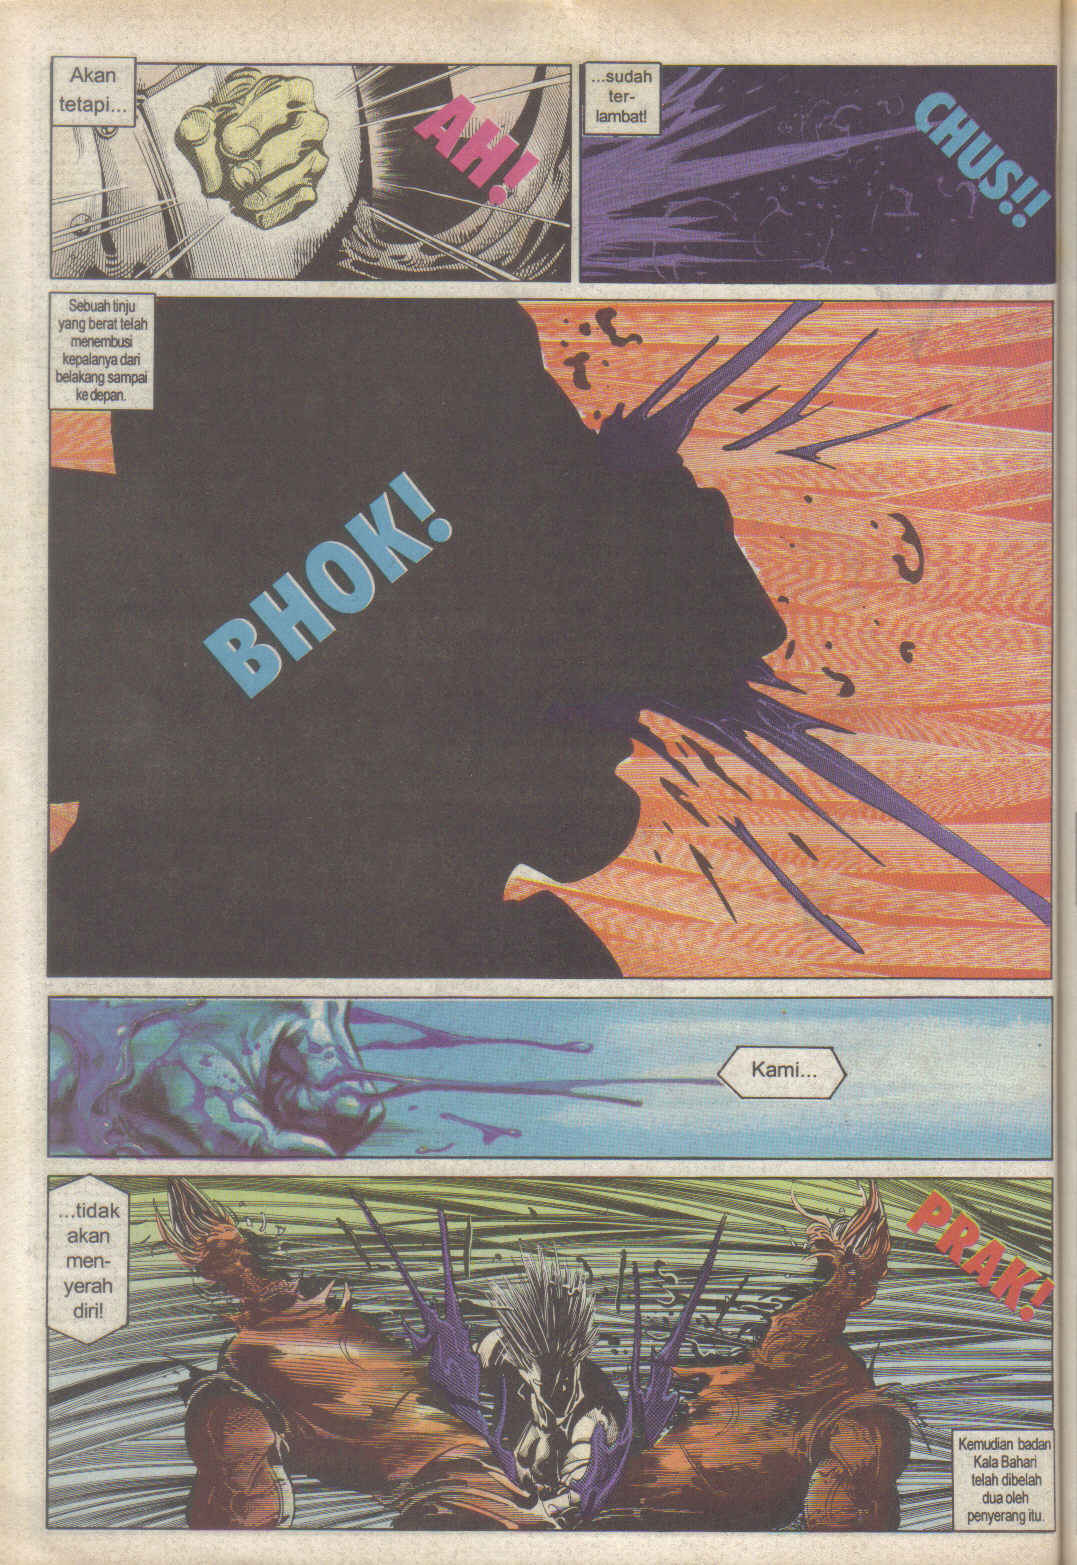 Akan
tetapi...
AH!
...sudah
ter-
lambat!
CHUS!!
Sebuah tinju
yang berat telah
menembusi
kepalanya dari
belakang sampai
ke depan.
BHOK!
Kami...
...tidak
akan
men-
yerah
diri!
PRAK!
Kemudian badan
Kala Bahari
telah dibelah
dua oleh
penyerang itu.